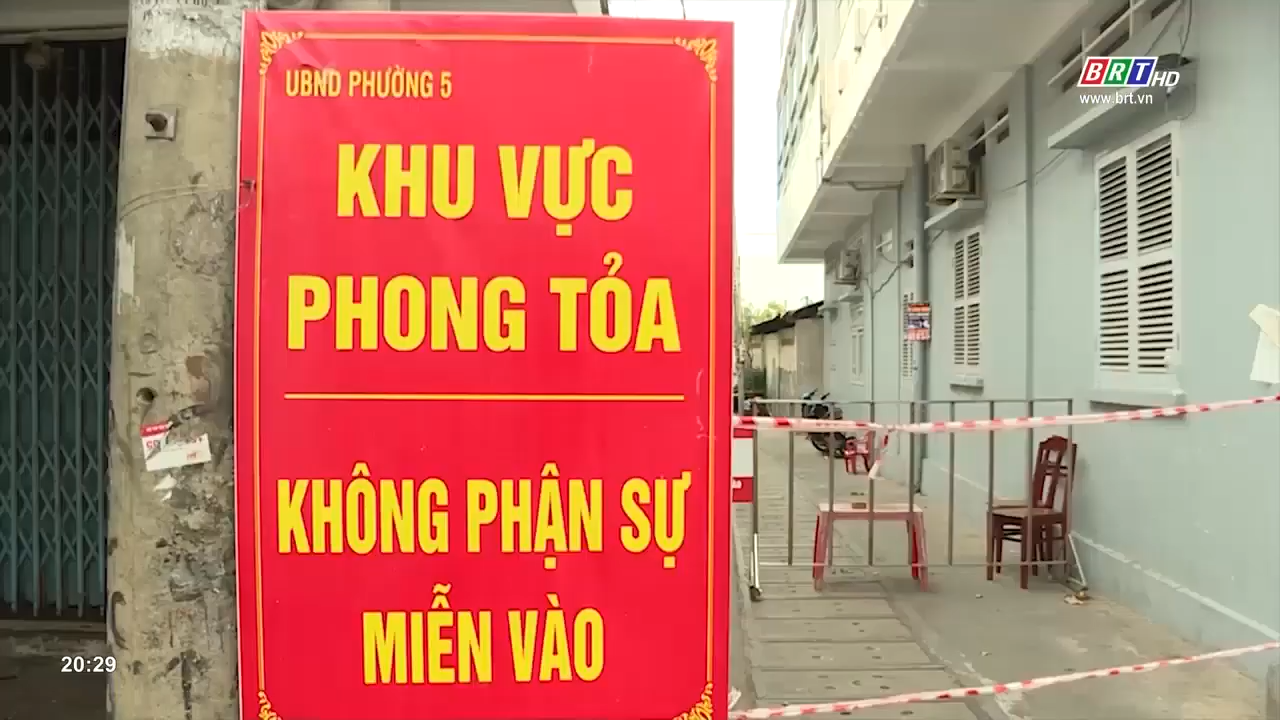 UBND PHƯỜNG 5
KHU VỰC
PHONG TỎA
KHÔNG PHẬN SỰ
MIỄN VÀO
BRT HD
www.brt.vn
20:29